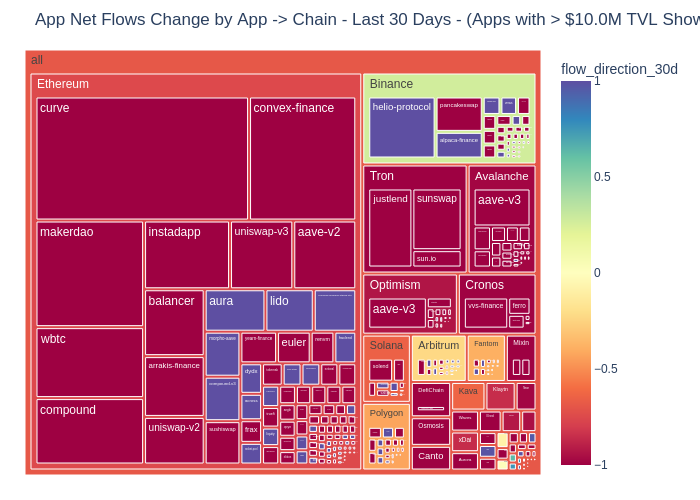 App Net Flows Change by App -> Chain - Last 30 Days - (Apps with > $10.0M TVL Show
all
flow_direction_30d
Ethereum
curve
convex-finance
makerdao
instadapp
uniswap-v3
aave-v2
wbtc
balancer
aura
lido
arrakis-finance
morpho-aave
yearn-finance
euler
renvm
compound
compound-v3
dydx
uniswap-v2
sushiswap
frax
Binance
helio-protocol
pancakeswap
alpaca-finance
Tron
justlend
sunswap
sun.io
Avalanche
aave-v3
Optimism
aave-v3
Cronos
vvs-finance
ferro
Solana
solend
Arbitrum
Fantom
Mixin
Polygon
DefiChain
Kava
Klaytn
Osmosis
xDai
Canto
Aurora
1
0.5
0
−0.5
−1